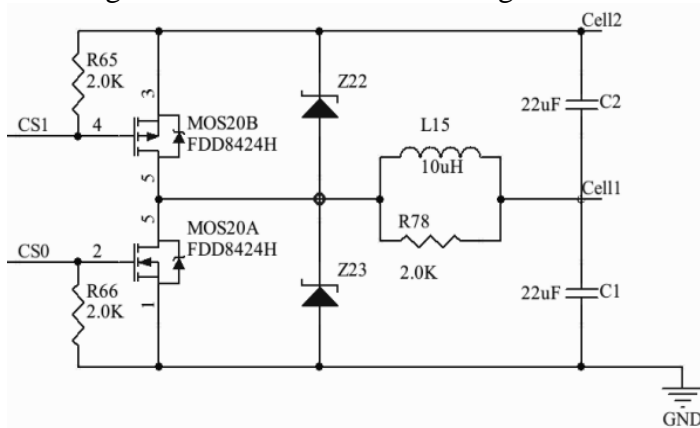 Cell2
R65
2.0K
3
Z22
CS1
4
MOS20B
FDD8424H
22uF
C2
L15
10uH
5
Cell1
5
MOS20A
FDD8424H
R78
CS0
2
Z23
2.0K
R66
2.0K
1
22uF
C1
GND